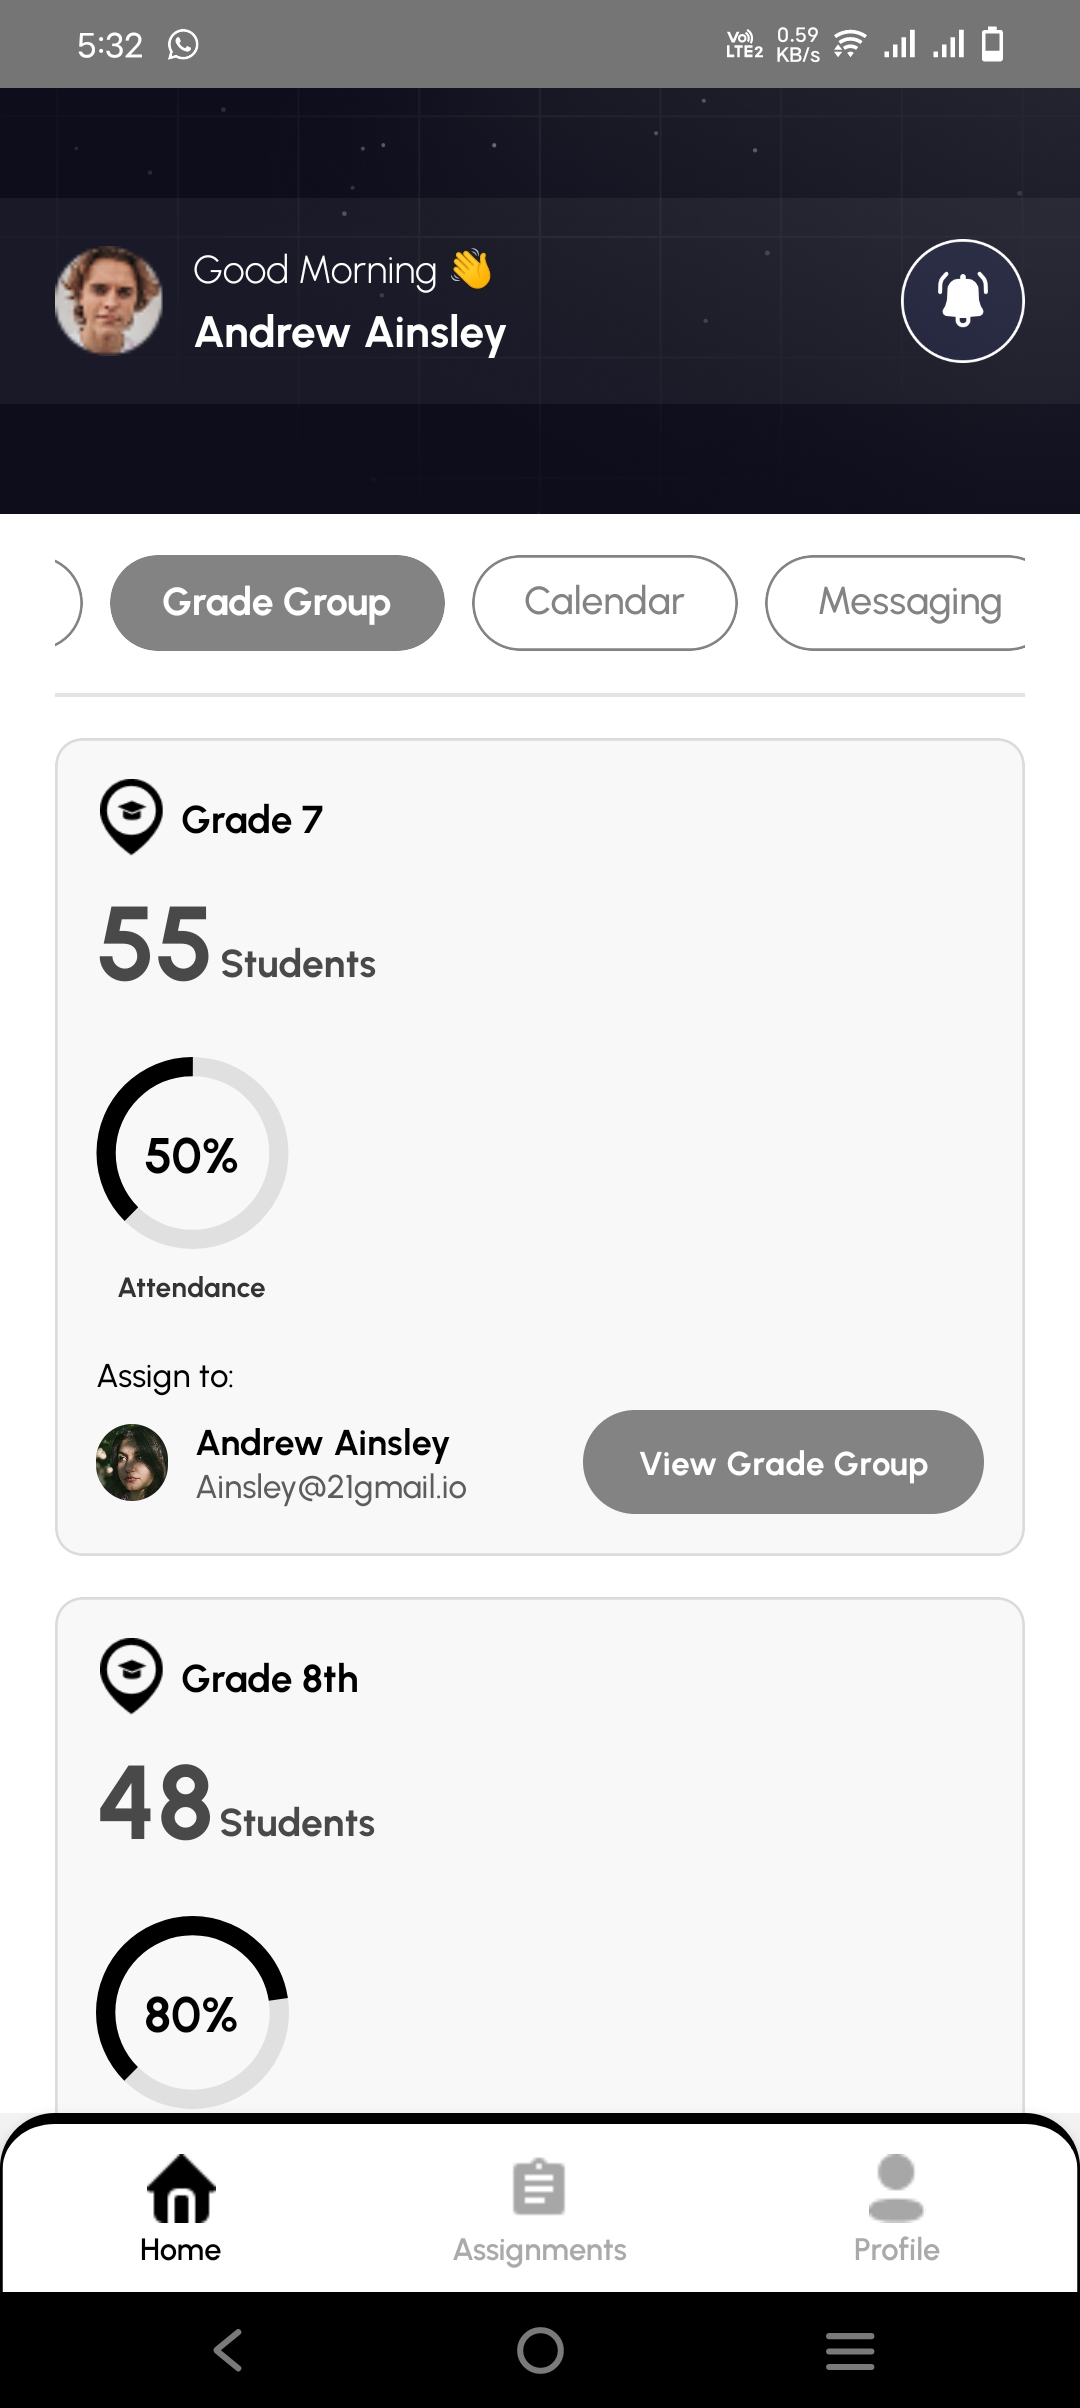 5:32
Vo)) LTE2
0.59 KB/s
Good Morning 👋
Andrew Ainsley
Grade Group
Calendar
Messaging
Grade 7
55 Students
50%
Attendance
Assign to:
Andrew Ainsley
Ainsley@21gmail.io
View Grade Group
Grade 8th
48 Students
80%
Home
Assignments
Profile